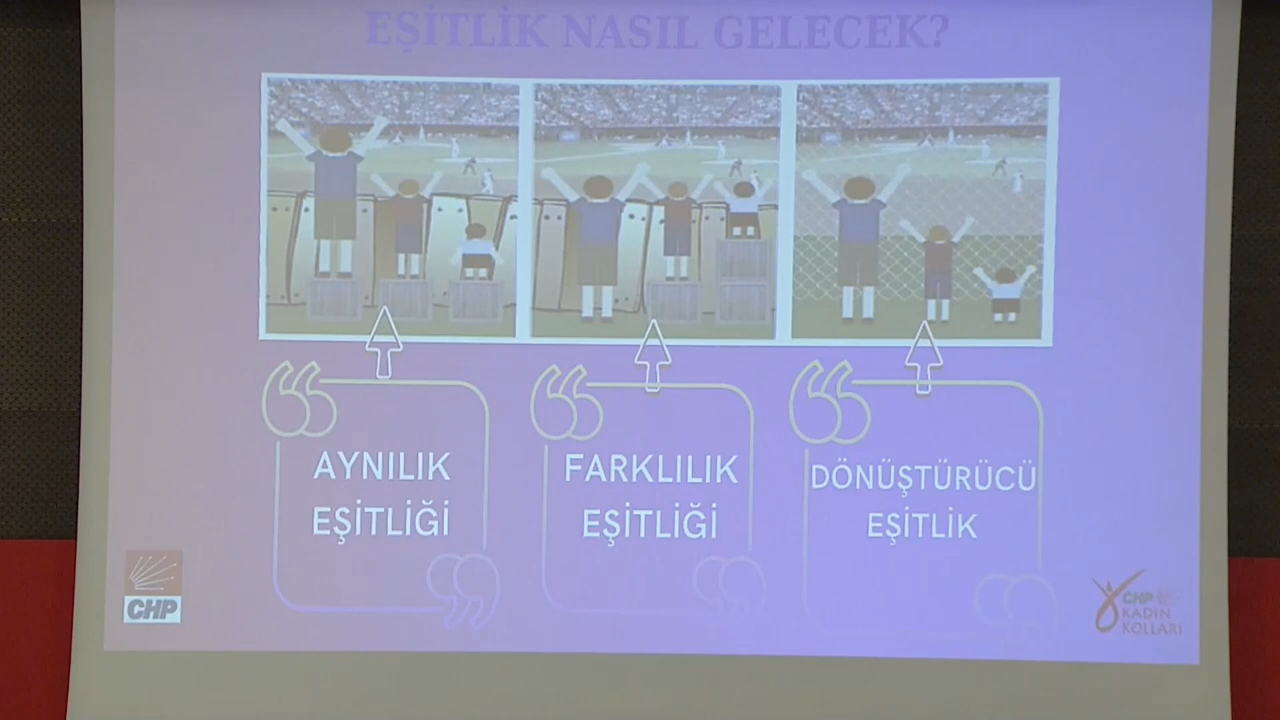 EŞİTLİK NASIL GELECEK?
AYNILIK
EŞİTLİĞİ
FARKLILIK
EŞİTLİĞİ
DÖNÜŞTÜRÜCÜ
EŞİTLİK
CHP
CHP
KADIN
KOLLARI